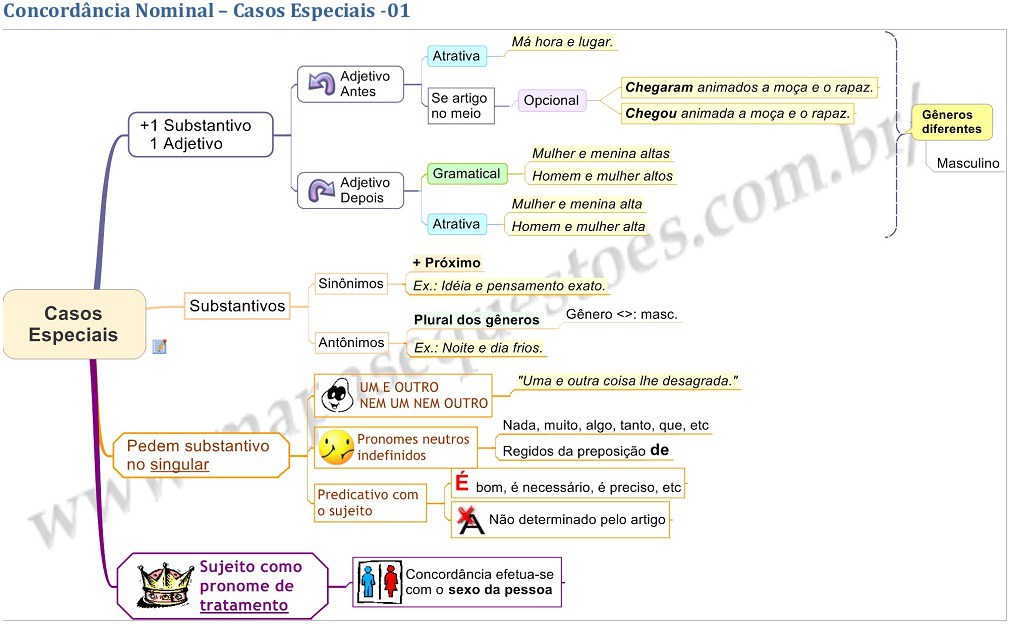 Concordância Nominal – Casos Especiais -01
Casos
Especiais
+1 Substantivo
1 Adjetivo
Adjetivo
Antes
Atrativa
Má hora e lugar.
Se artigo
no meio
Opcional
Chegaram animados a moça e o rapaz.
Chegou animada a moça e o rapaz.
Adjetivo
Depois
Gramatical
Mulher e menina altas
Homem e mulher altos
Atrativa
Mulher e menina alta
Homem e mulher alta
Gêneros
diferentes
Masculino
Substantivos
Sinônimos
+ Próximo
Ex.: Idéia e pensamento exato.
Antônimos
Plural dos gêneros
Gênero <>: masc.
Ex.: Noite e dia frios.
Pedem substantivo
no singular
UM E OUTRO
NEM UM NEM OUTRO
"Uma e outra coisa lhe desagrada."
Pronomes neutros
indefinidos
Nada, muito, algo, tanto, que, etc
Regidos da preposição de
Predicativo com
o sujeito
É bom, é necessário, é preciso, etc
A Não determinado pelo artigo
Sujeito como
pronome de
tratamento
Concordância efetua-se
com o sexo da pessoa
www.mapasequestoes.com.br/